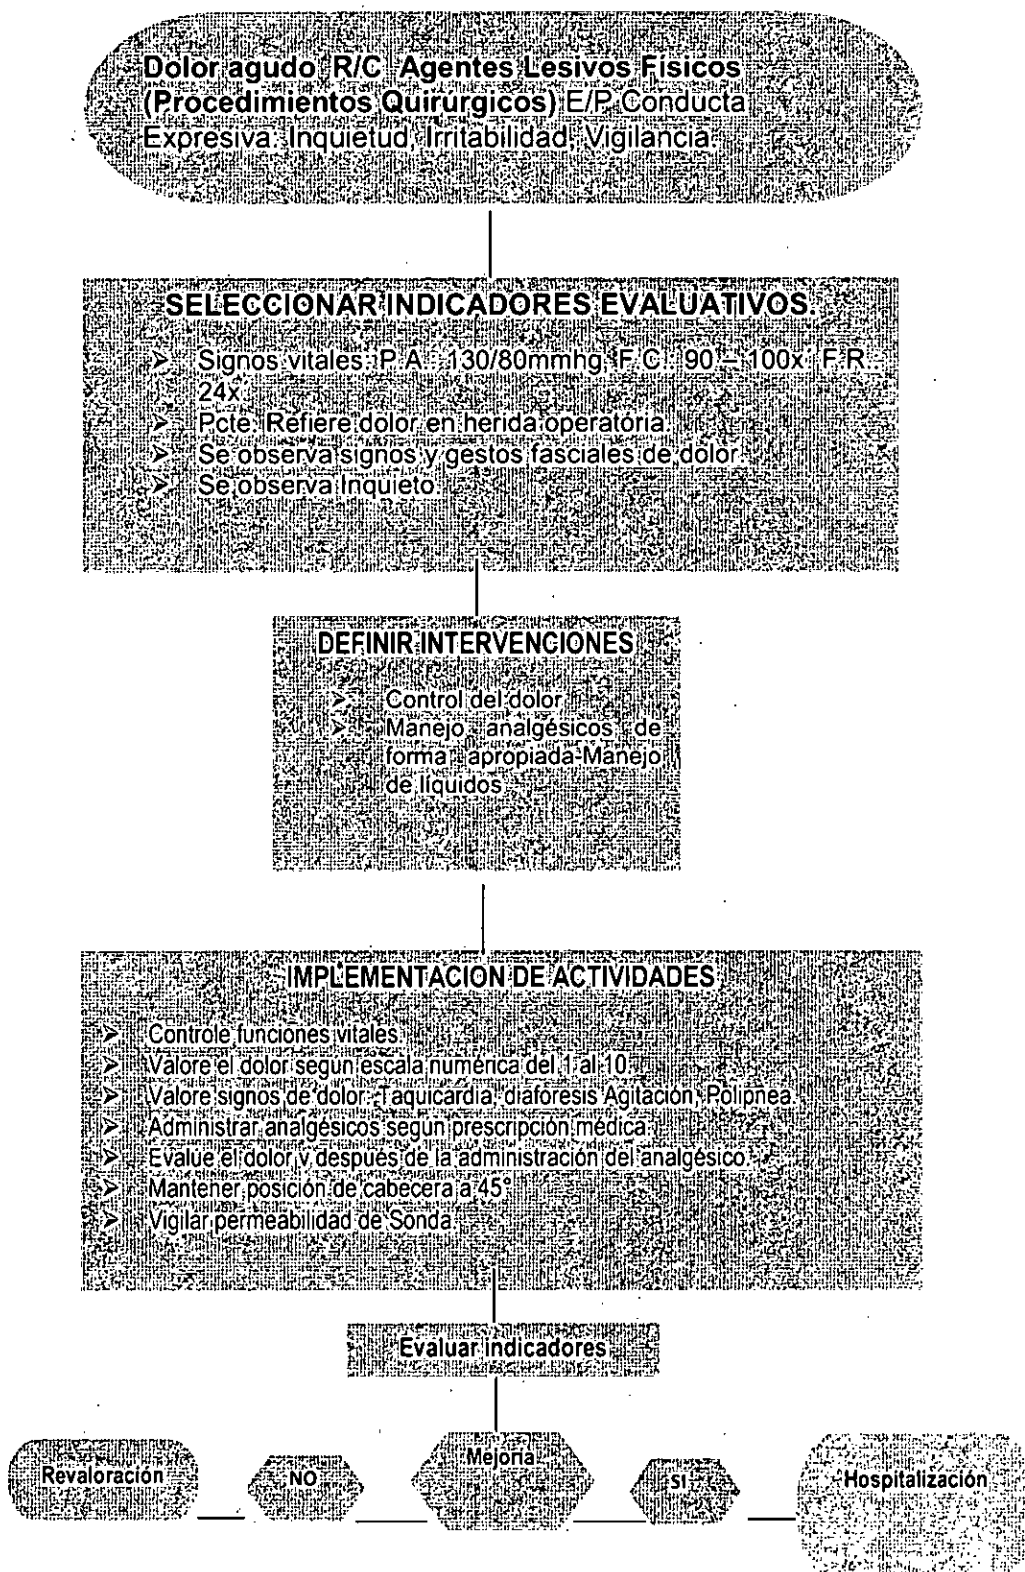 Dolor agudo R/C Agentes Lesivos Físicos
(Procedimientos Quirurgicos) E/P Conducta
Expresiva: Inquietud, Irritabilidad, Vigilancia.
SELECCIONAR INDICADORES EVALUATIVOS.
➤ Signos vitales: P.A.: 130/80mmhg, F.C.: 90 – 100x F.R.:
24x
➤ Pcte. Refiere dolor en herida operatoria.
➤ Se observa signos y gestos fasciales de dolor.
➤ Se observa Inquieto.
DEFINIR INTERVENCIONES
➤ Control del dolor
➤ Manejo analgésicos de
forma apropiada-Manejo
de líquidos
IMPLEMENTACION DE ACTIVIDADES
➤ Controle funciones vitales.
➤ Valore el dolor según escala numérica del 1 al 10.
➤ Valore signos de dolor: Taquicardia, diaforesis Agitación, Polipnea.
➤ Administrar analgésicos según prescripción médica.
➤ Evalúe el dolor y después de la administración del analgésico.
➤ Mantener posición de cabecera a 45°
➤ Vigilar permeabilidad de Sonda.
Evaluar indicadores
Revaloración NO Mejoría SI Hospitalización